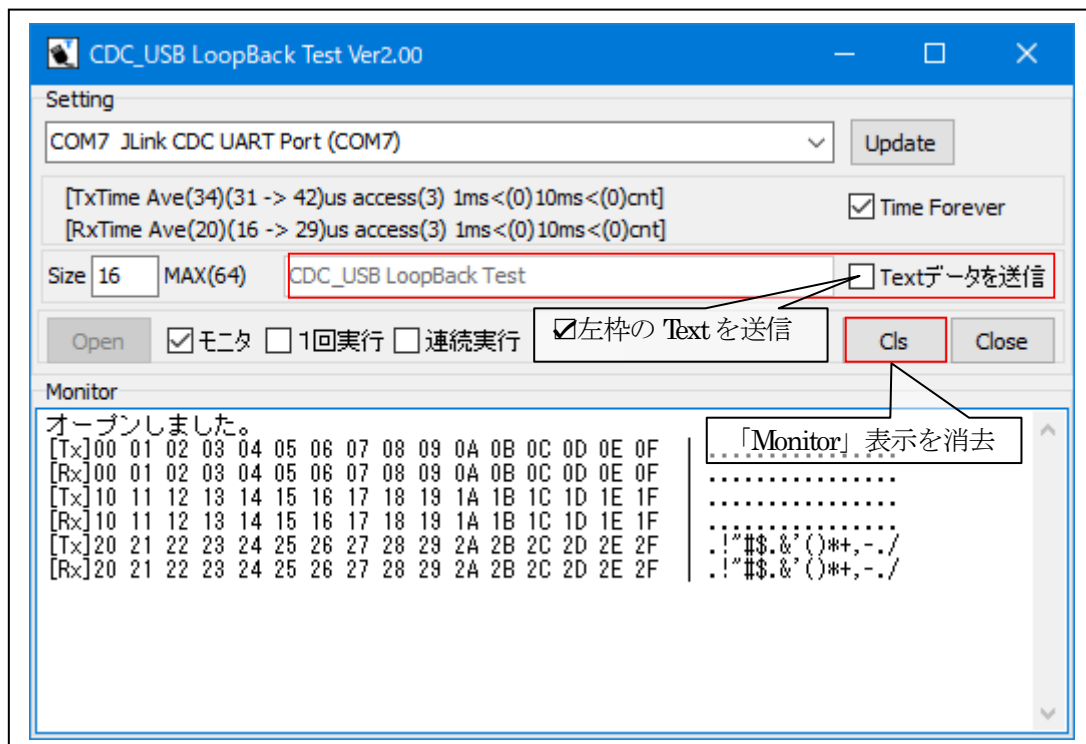 CDC_USB LoopBack Test Ver2.00
Setting
COM7 JLink CDC UART Port (COM7)
Update
[TxTime Ave(34)(31 -> 42)us access(3) 1ms<(0)10ms<(0)cnt]
[RxTime Ave(20)(16 -> 29)us access(3) 1ms<(0)10ms<(0)cnt]
Time Forever
Size 16 MAX(64) CDC_USB LoopBack Test Textデータを送信
Open モニタ 1回実行 連続実行 ☑左枠の Text を送信 Cls Close
Monitor
オープンしました。
「Monitor」表示を消去
[Tx]00 01 02 03 04 05 06 07 08 09 0A 0B 0C 0D 0E 0F | ................
[Rx]00 01 02 03 04 05 06 07 08 09 0A 0B 0C 0D 0E 0F | ................
[Tx]10 11 12 13 14 15 16 17 18 19 1A 1B 1C 1D 1E 1F | ................
[Rx]10 11 12 13 14 15 16 17 18 19 1A 1B 1C 1D 1E 1F | ................
[Tx]20 21 22 23 24 25 26 27 28 29 2A 2B 2C 2D 2E 2F | .!"#$.&'()*+,-./
[Rx]20 21 22 23 24 25 26 27 28 29 2A 2B 2C 2D 2E 2F | .!"#$.&'()*+,-./